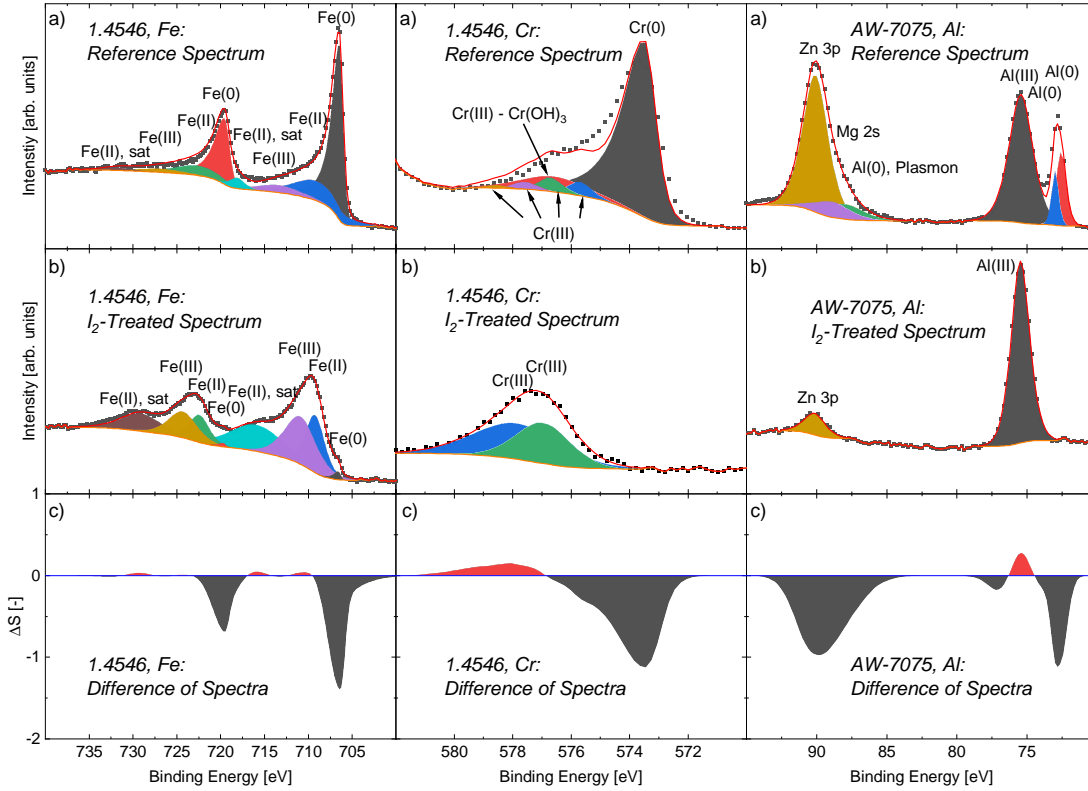 a)
1.4546, Fe:
Reference Spectrum
Fe(0)
Fe(0)
Fe(II)
Fe(III)
Fe(II), sat
Fe(II), sat
Fe(II)
Fe(III)
Intensity [arb. units]
a)
1.4546, Cr:
Reference Spectrum
Cr(0)
Cr(III) - Cr(OH)3
Cr(III)
a)
AW-7075, Al:
Reference Spectrum
Zn 3p
Mg 2s
Al(0), Plasmon
Al(III)
Al(0)
Al(0)
b)
1.4546, Fe:
I2-Treated Spectrum
Fe(III)
Fe(II)
Fe(III)
Fe(II)
Fe(II), sat
Fe(II), sat
Fe(0)
Fe(0)
Intensity [arb. units]
1
b)
1.4546, Cr:
I2-Treated Spectrum
Cr(III)
Cr(III)
b)
AW-7075, Al:
I2-Treated Spectrum
Al(III)
Zn 3p
c)
1.4546, Fe:
Difference of Spectra
0
-1
-2
ΔS [-]
735 730 725 720 715 710 705
Binding Energy [eV]
c)
1.4546, Cr:
Difference of Spectra
580 578 576 574 572
Binding Energy [eV]
c)
AW-7075, Al:
Difference of Spectra
90 85 80 75
Binding Energy [eV]